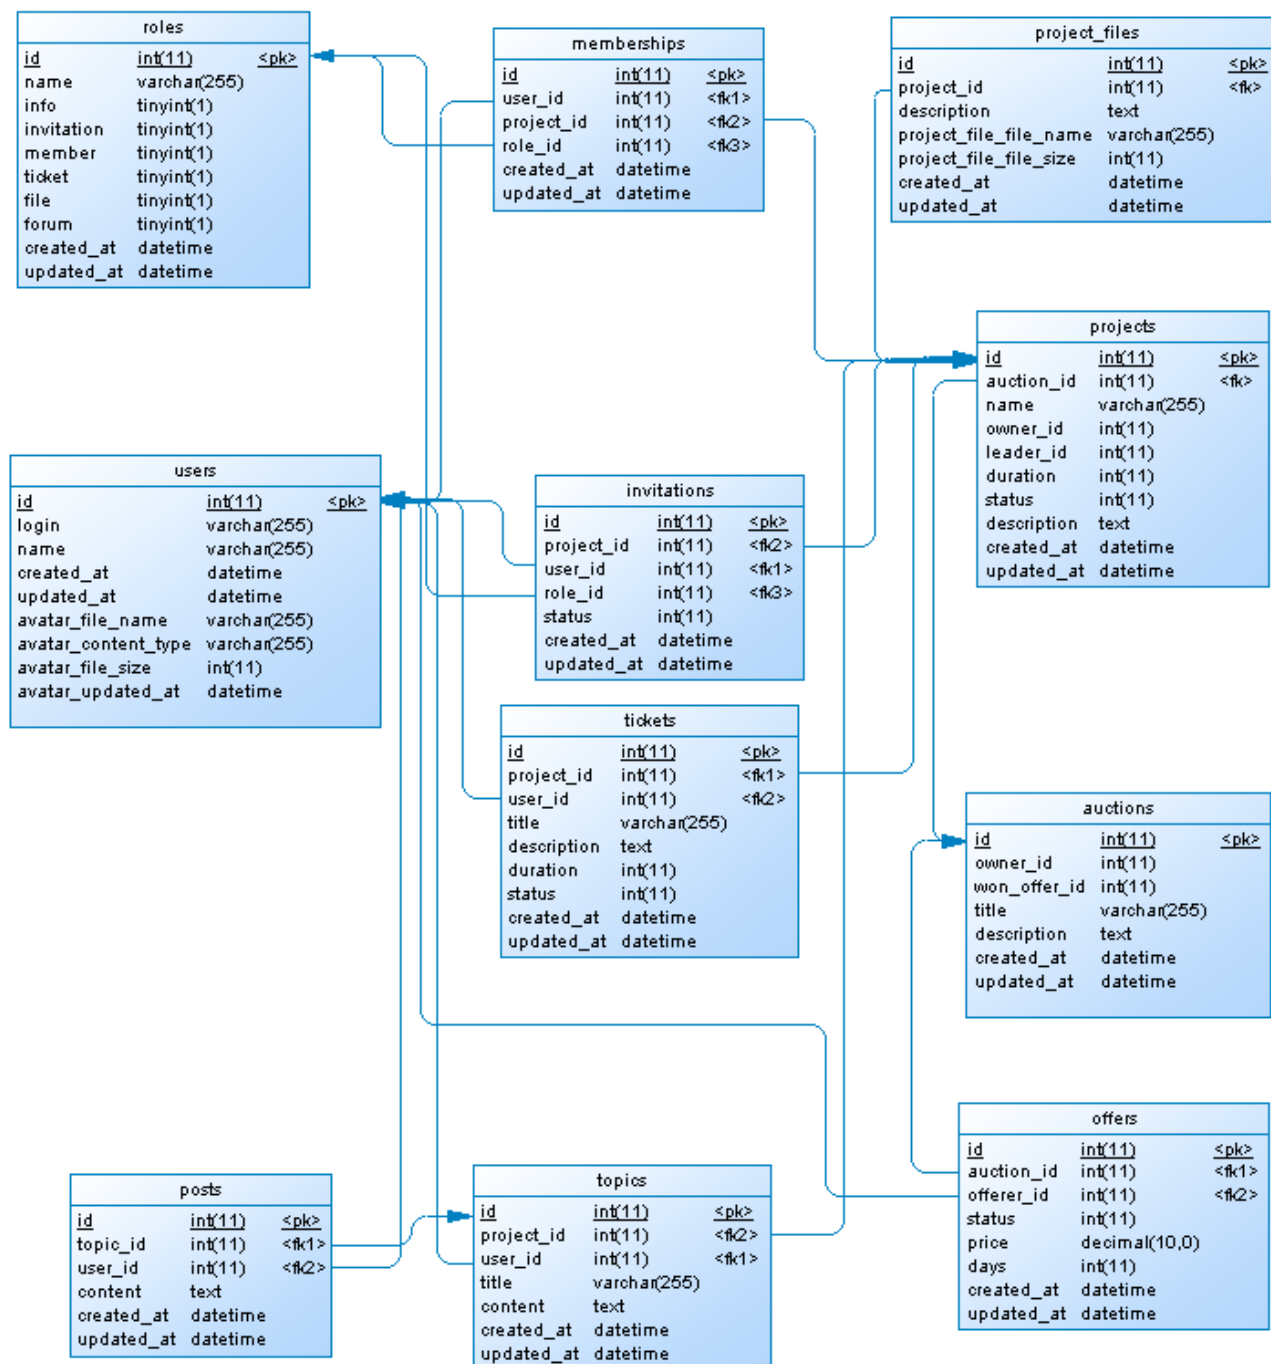 roles
id int(11) <pk>
name varchar(255)
info tinyint(1)
invitation tinyint(1)
member tinyint(1)
ticket tinyint(1)
file tinyint(1)
forum tinyint(1)
created_at datetime
updated_at datetime
memberships
id int(11) <pk>
user_id int(11) <fk1>
project_id int(11) <fk2>
role_id int(11) <fk3>
created_at datetime
updated_at datetime
project_files
id int(11) <pk>
project_id int(11) <fk>
description text
project_file_file_name varchar(255)
project_file_file_size int(11)
created_at datetime
updated_at datetime
projects
id int(11) <pk>
auction_id int(11) <fk>
name varchar(255)
owner_id int(11)
leader_id int(11)
duration int(11)
status int(11)
description text
created_at datetime
updated_at datetime
users
id int(11) <pk>
login varchar(255)
name varchar(255)
created_at datetime
updated_at datetime
avatar_file_name varchar(255)
avatar_content_type varchar(255)
avatar_file_size int(11)
avatar_updated_at datetime
invitations
id int(11) <pk>
project_id int(11) <fk2>
user_id int(11) <fk1>
role_id int(11) <fk3>
status int(11)
created_at datetime
updated_at datetime
tickets
id int(11) <pk>
project_id int(11) <fk1>
user_id int(11) <fk2>
title varchar(255)
description text
duration int(11)
status int(11)
created_at datetime
updated_at datetime
auctions
id int(11) <pk>
owner_id int(11)
won_offer_id int(11)
title varchar(255)
description text
created_at datetime
updated_at datetime
offers
id int(11) <pk>
auction_id int(11) <fk1>
offerer_id int(11) <fk2>
status int(11)
price decimal(10,0)
days int(11)
created_at datetime
updated_at datetime
posts
id int(11) <pk>
topic_id int(11) <fk1>
user_id int(11) <fk2>
content text
created_at datetime
updated_at datetime
topics
id int(11) <pk>
project_id int(11) <fk2>
user_id int(11) <fk1>
title varchar(255)
content text
created_at datetime
updated_at datetime